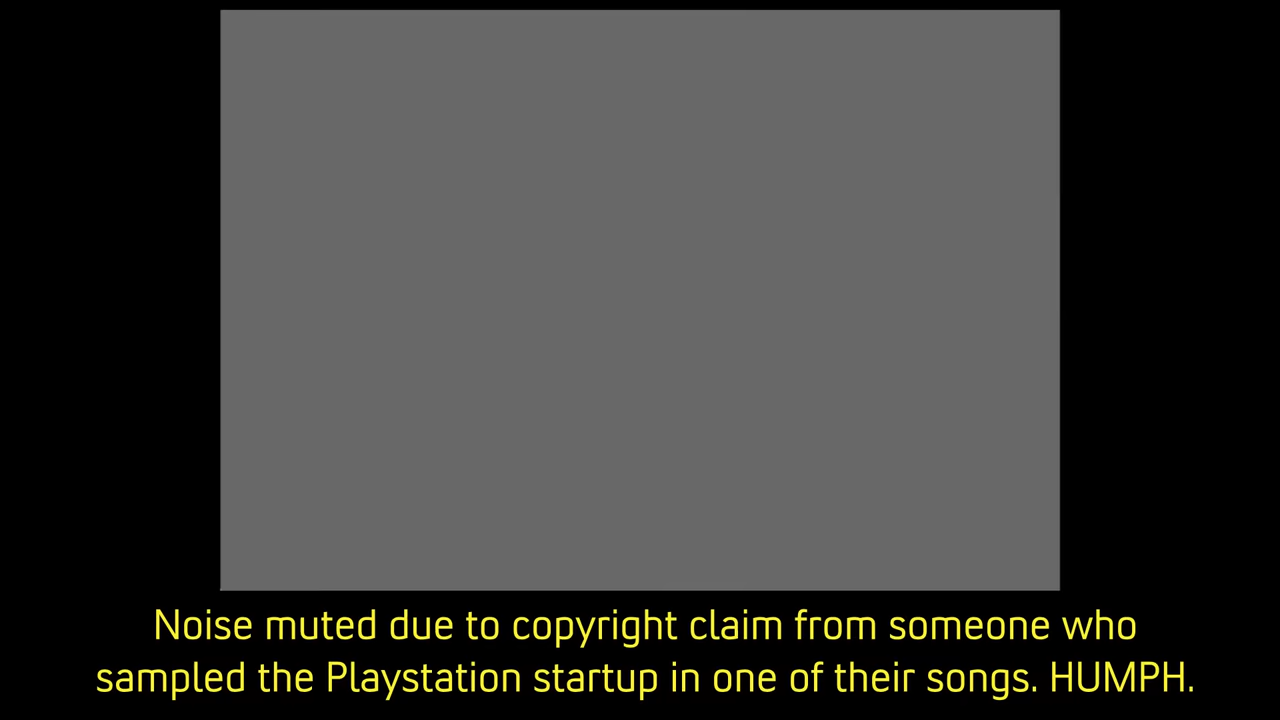 Noise muted due to copyright claim from someone who
sampled the Playstation startup in one of their songs. HUMPH.